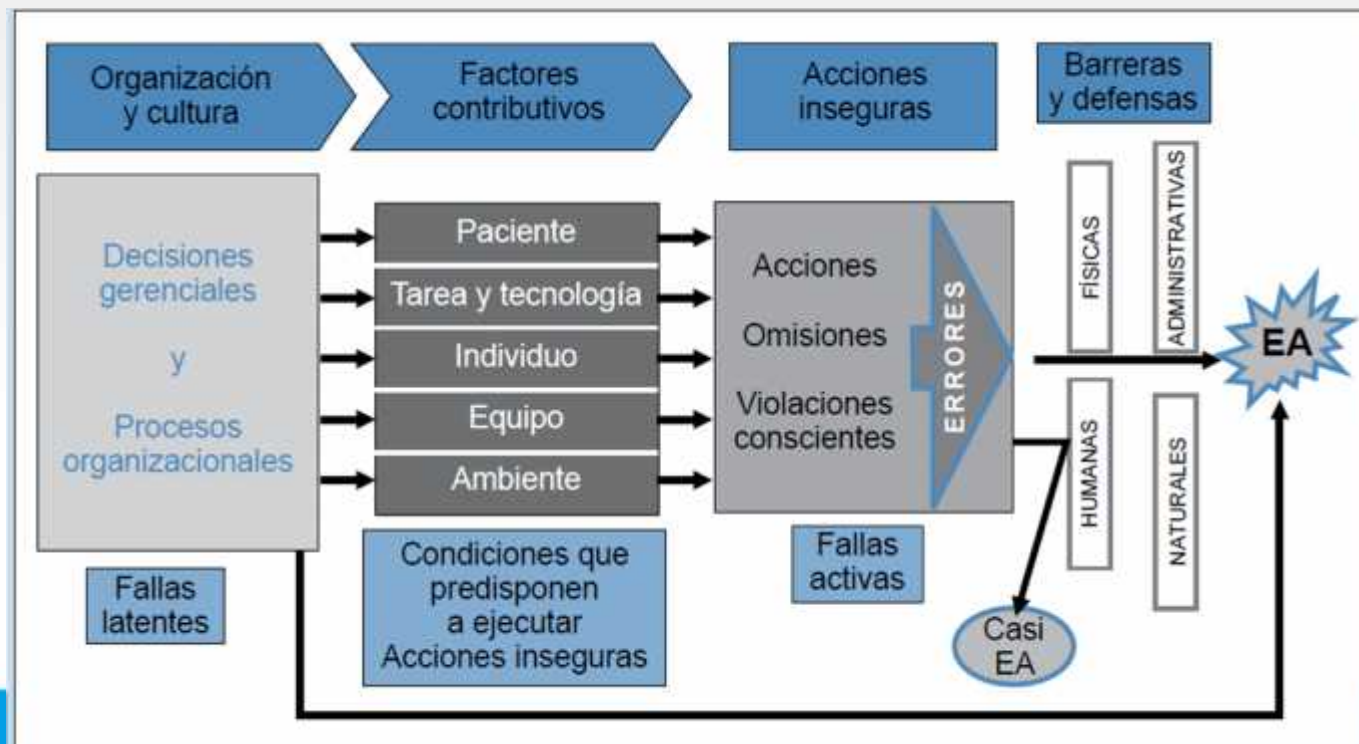 Organización
y cultura
Factores
contributivos
Acciones
inseguras
Barreras
y defensas
Decisiones
gerenciales
y
Procesos
organizacionales
Paciente
Tarea y tecnología
Individuo
Equipo
Ambiente
Acciones
Omisiones
Violaciones
conscientes
ERRORES
FÍSICAS
ADMINISTRATIVAS
HUMANAS
NATURALES
EA
Fallas
latentes
Condiciones que
predisponen
a ejecutar
Acciones inseguras
Fallas
activas
Casi
EA